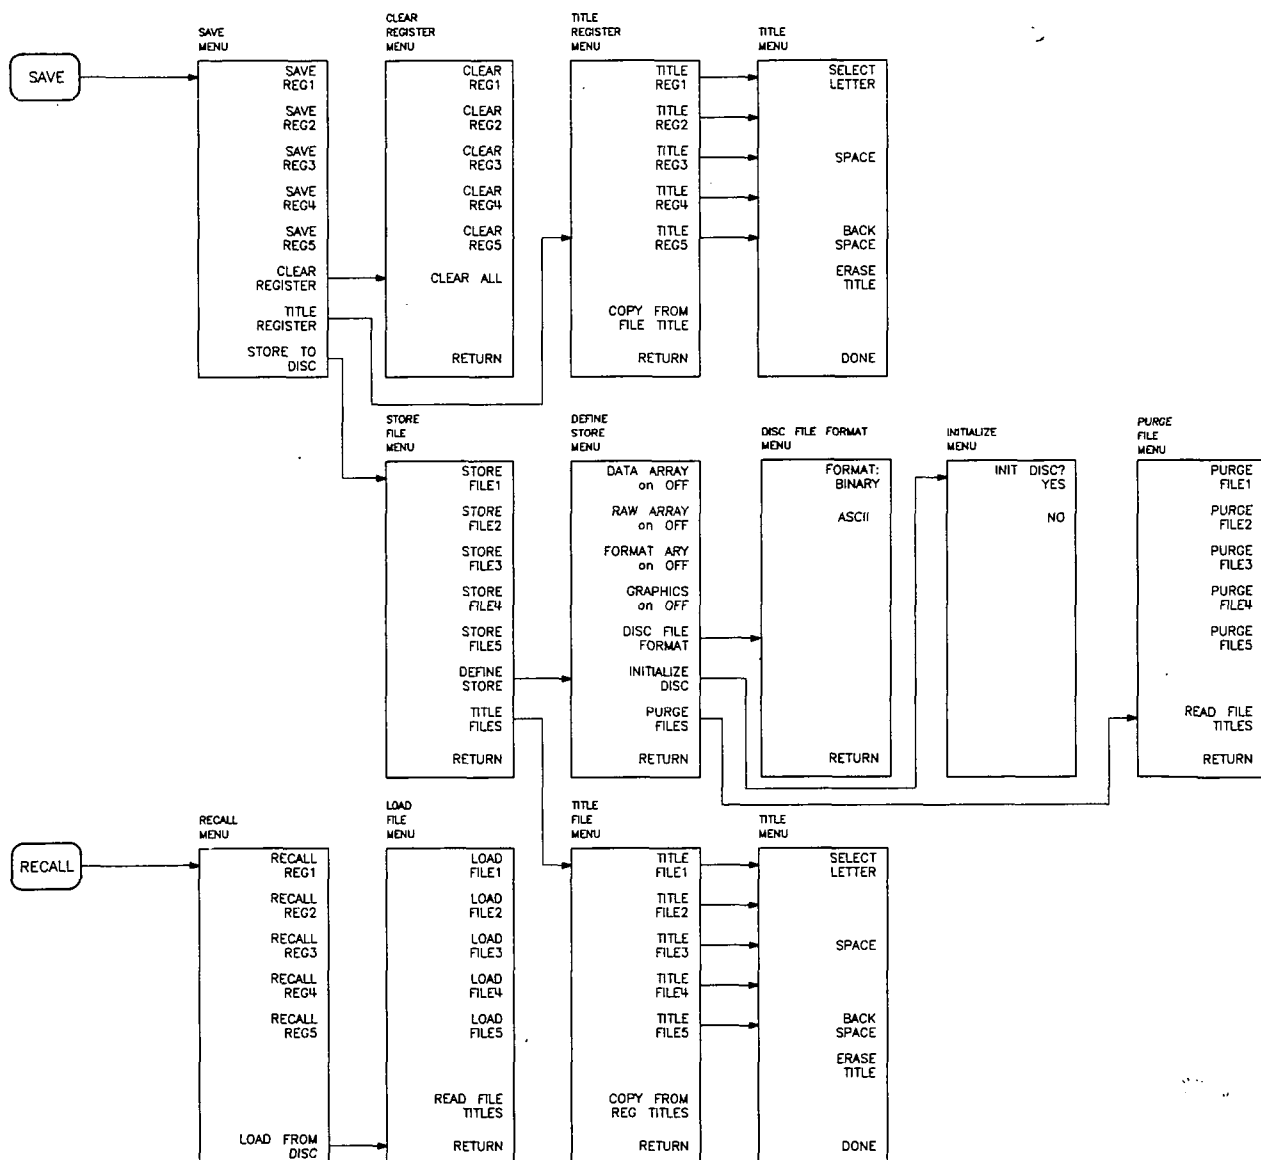 SAVE
SAVE
MENU
SAVE
REG1
SAVE
REG2
SAVE
REG3
SAVE
REG4
SAVE
REG5
CLEAR
REGISTER
TITLE
REGISTER
STORE TO
DISC
CLEAR
REGISTER
MENU
CLEAR
REG1
CLEAR
REG2
CLEAR
REG3
CLEAR
REG4
CLEAR
REG5
CLEAR ALL
RETURN
TITLE
REGISTER
MENU
TITLE
REG1
TITLE
REG2
TITLE
REG3
TITLE
REG4
TITLE
REG5
COPY FROM
FILE TITLE
RETURN
TITLE
MENU
SELECT
LETTER
SPACE
BACK
SPACE
ERASE
TITLE
DONE
STORE
FILE
MENU
STORE
FILE1
STORE
FILE2
STORE
FILE3
STORE
FILE4
STORE
FILE5
DEFINE
STORE
TITLE
FILES
RETURN
DEFINE
STORE
MENU
DATA ARRAY
on OFF
RAW ARRAY
on OFF
FORMAT ARY
on OFF
GRAPHICS
on OFF
DISC FILE
FORMAT
INITIALIZE
DISC
PURGE
FILES
RETURN
DISC FILE FORMAT
MENU
FORMAT:
BINARY
ASCII
RETURN
INITIALIZE
MENU
INIT DISC?
YES
NO
PURGE
FILE
MENU
PURGE
FILE1
PURGE
FILE2
PURGE
FILE3
PURGE
FILE4
PURGE
FILE5
READ FILE
TITLES
RETURN
RECALL
RECALL
MENU
RECALL
REG1
RECALL
REG2
RECALL
REG3
RECALL
REG4
RECALL
REG5
LOAD FROM
DISC
LOAD
FILE
MENU
LOAD
FILE1
LOAD
FILE2
LOAD
FILE3
LOAD
FILE4
LOAD
FILE5
READ FILE
TITLES
RETURN
TITLE
FILE
MENU
TITLE
FILE1
TITLE
FILE2
TITLE
FILE3
TITLE
FILE4
TITLE
FILE5
COPY FROM
REG TITLES
RETURN
TITLE
MENU
SELECT
LETTER
SPACE
BACK
SPACE
ERASE
TITLE
DONE